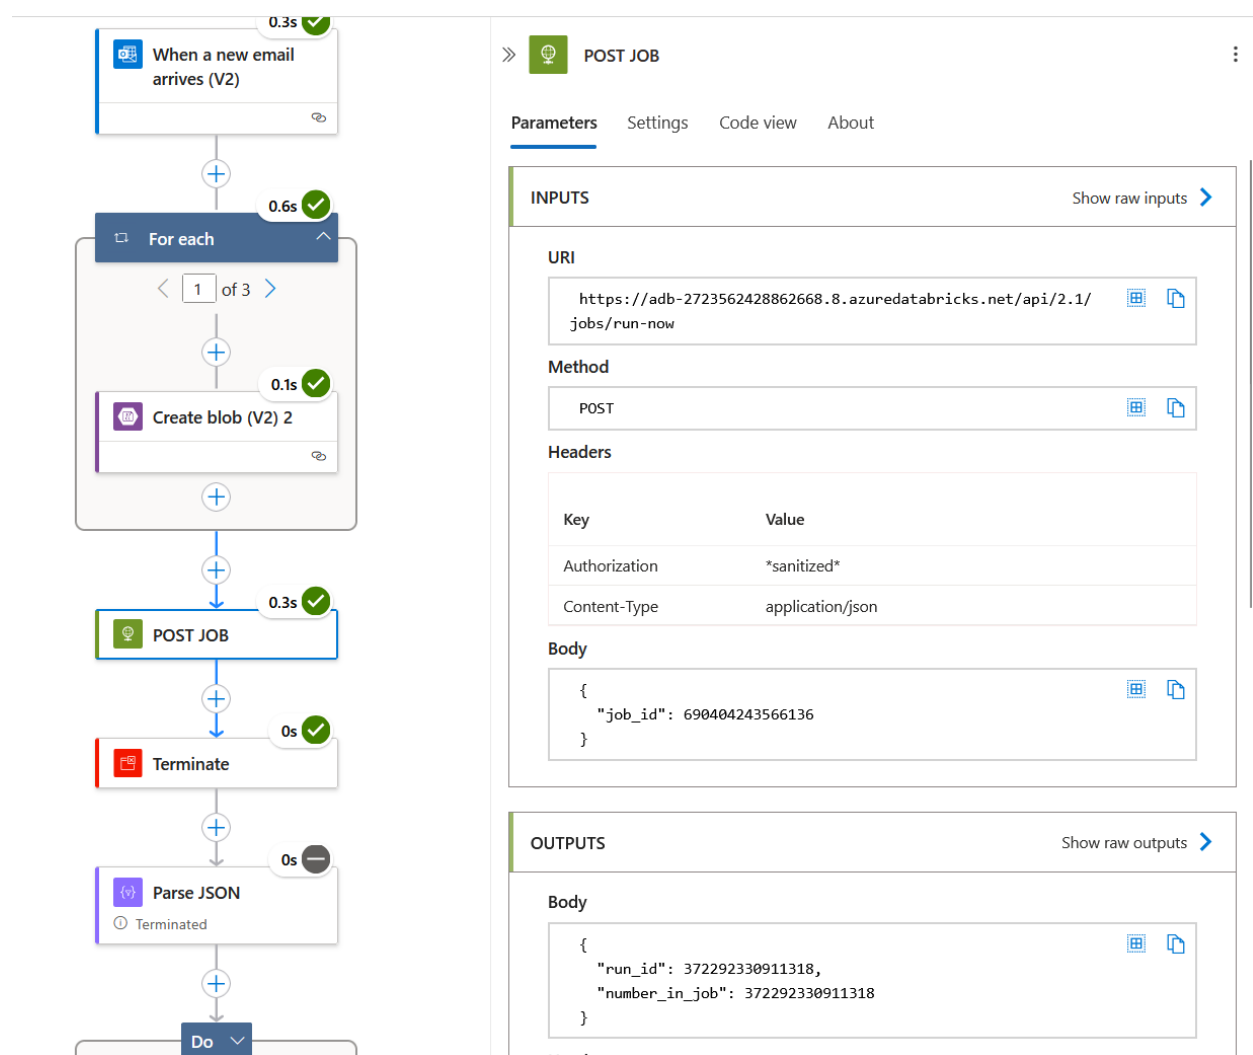 0.3s
When a new email
arrives (V2)
0.6s
For each
1 of 3
0.1s
Create blob (V2) 2
0.3s
POST JOB
0s
Terminate
0s
Parse JSON
Terminated
Do
POST JOB
Parameters Settings Code view About
INPUTS Show raw inputs
URI
https://adb-2723562428862668.8.azuredatabricks.net/api/2.1/
jobs/run-now
Method
POST
Headers
Key Value
Authorization *sanitized*
Content-Type application/json
Body
{
"job_id": 690404243566136
}
OUTPUTS Show raw outputs
Body
{
"run_id": 372292330911318,
"number_in_job": 372292330911318
}